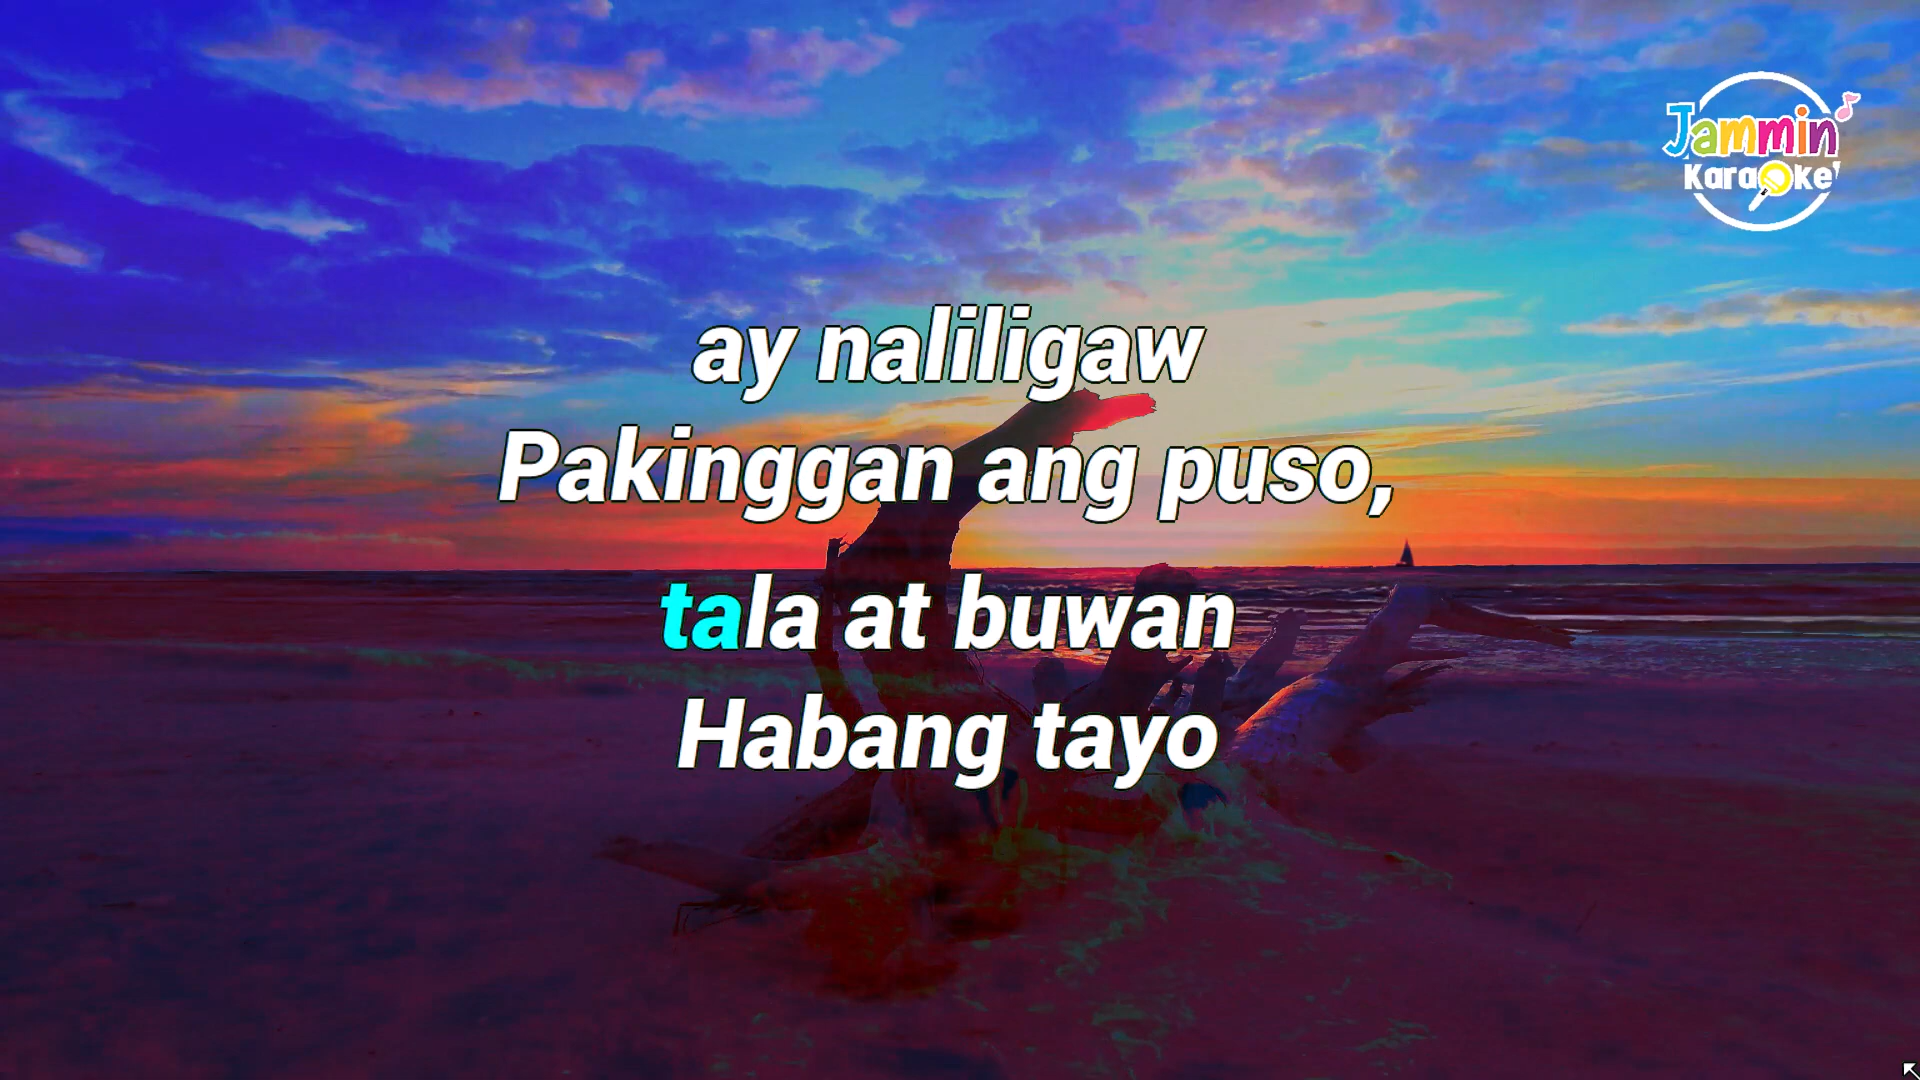 Jammin'
Karaoke
ay naliligaw
Pakinggan ang puso,
tala at buwan
Habang tayo